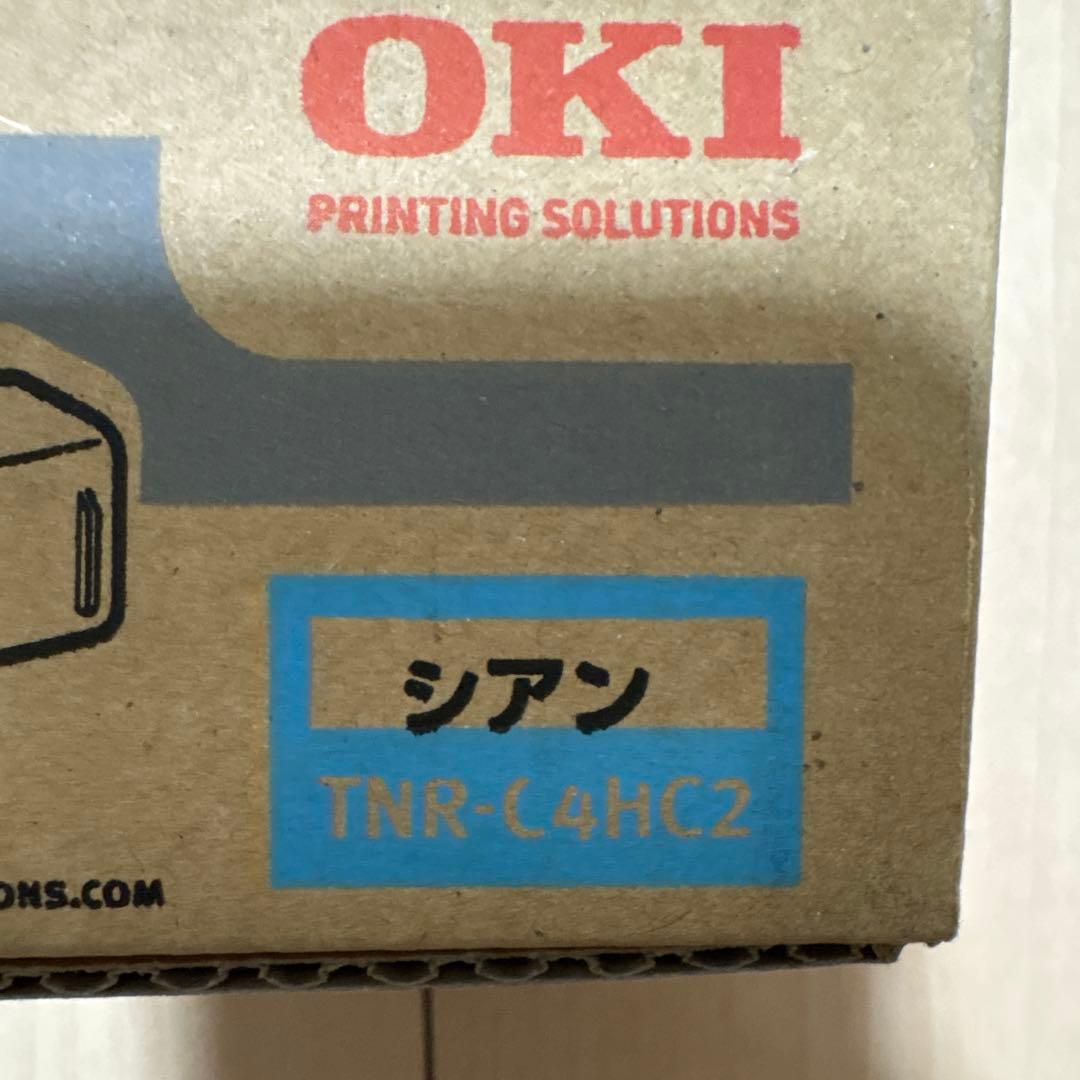 OKI
PRINTING SOLUTIONS
シアン
TNR-C4HC2
ONS.COM